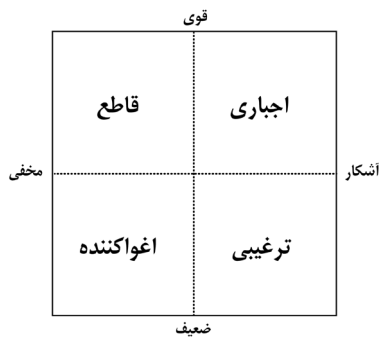 قوی
اجباری
قاطع
آشکار
مخفی
ترغیبی
اغواکننده
ضعیف